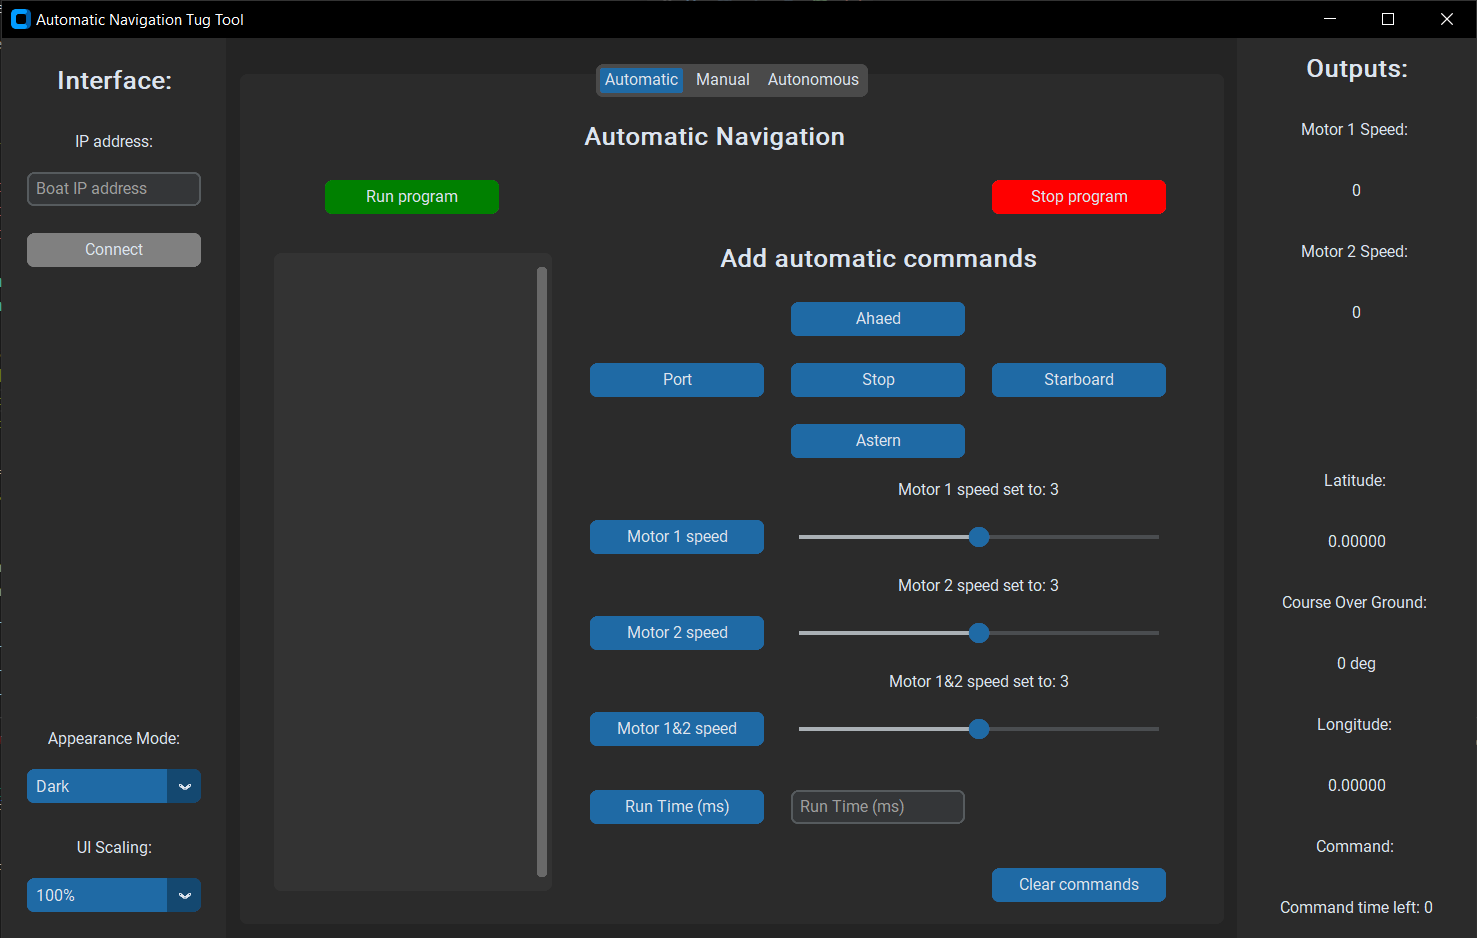 Automatic Navigation Tug Tool
Interface:
IP address:
Boat IP address
Connect
Appearance Mode:
Dark
UI Scaling:
100%
Automatic Manual Autonomous
Automatic Navigation
Run program
Stop program
Add automatic commands
Ahaed
Port
Stop
Starboard
Astern
Motor 1 speed set to: 3
Motor 1 speed
Motor 2 speed set to: 3
Motor 2 speed
Motor 1&2 speed set to: 3
Motor 1&2 speed
Run Time (ms)
Run Time (ms)
Clear commands
Outputs:
Motor 1 Speed:
0
Motor 2 Speed:
0
Latitude:
0.00000
Course Over Ground:
0 deg
Longitude:
0.00000
Command:
Command time left: 0